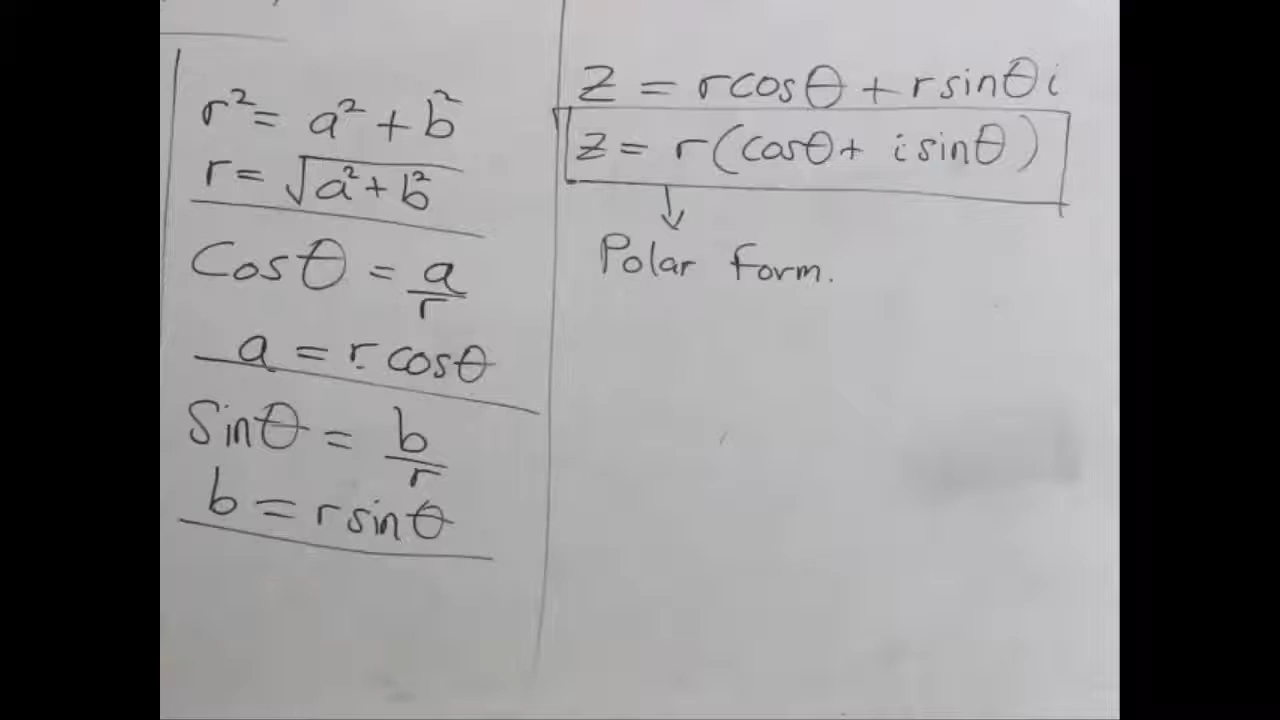 r² = a² + b²
r = √a² + b²
Cosθ = a/r
a = r cosθ
Sinθ = b/r
b = r sinθ
z = r cosθ + r sinθ i
z = r(cosθ + i sinθ)
↓
Polar Form.